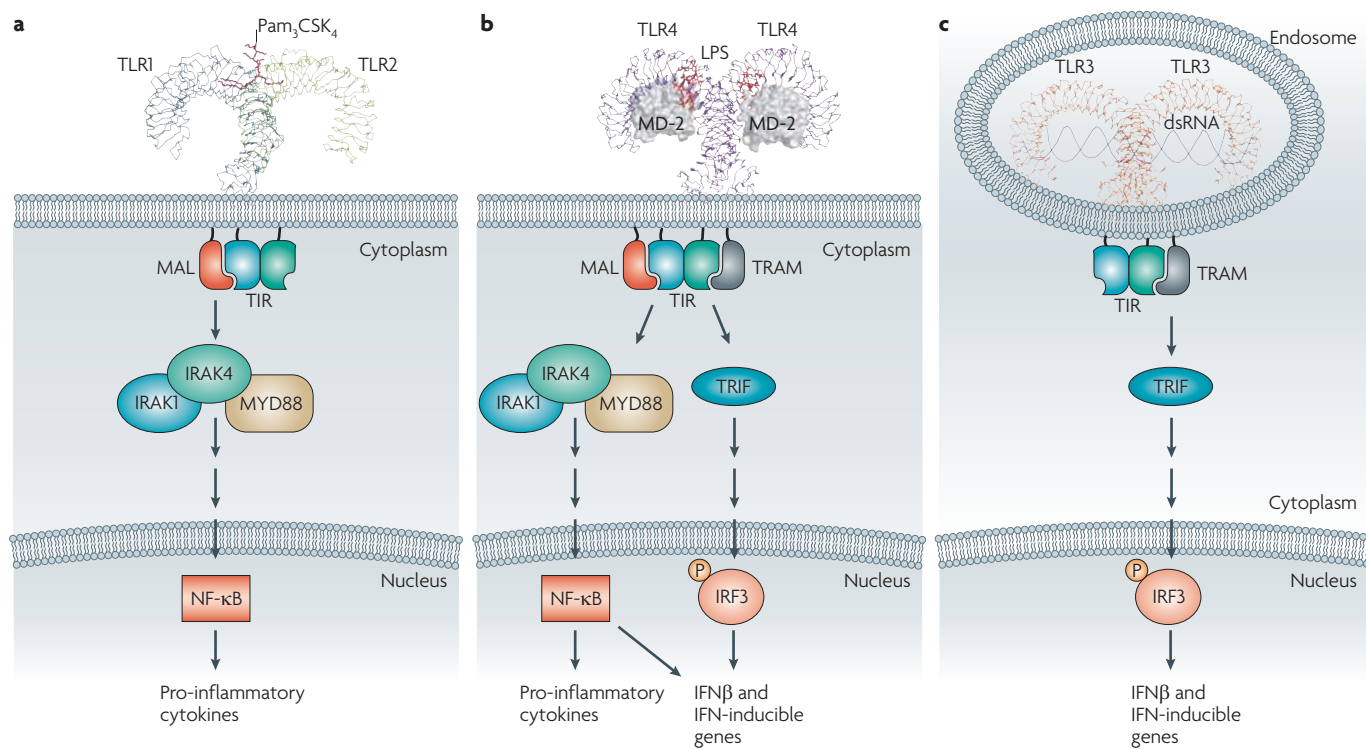 a
Pam3CSK4
TLR1
TLR2
Cytoplasm
MAL
TIR
IRAK4
IRAK1
MYD88
Nucleus
NF-κB
Pro-inflammatory
cytokines
b
TLR4
TLR4
LPS
MD-2
MD-2
Cytoplasm
MAL
TRAM
TIR
IRAK4
IRAK1
MYD88
TRIF
Nucleus
P
NF-κB
IRF3
Pro-inflammatory
cytokines
IFNβ and
IFN-inducible
genes
c
Endosome
TLR3
TLR3
dsRNA
TRAM
TIR
TRIF
Cytoplasm
Nucleus
P
IRF3
IFNβ and
IFN-inducible
genes